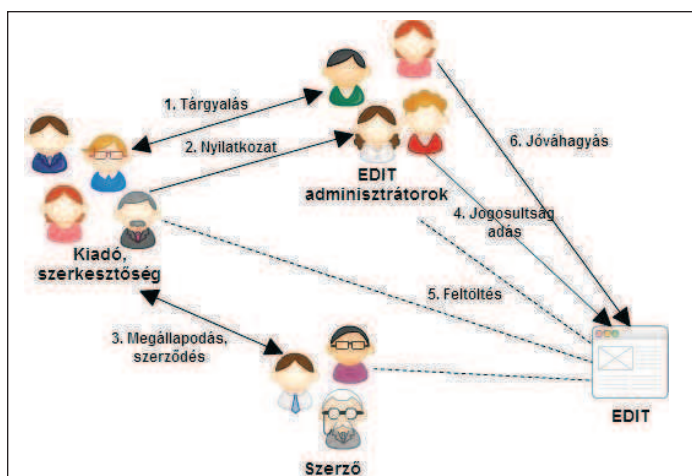 1. Tárgyalás
2. Nyilatkozat
6. Jóváhagyás
EDIT
adminisztrátorok
4. Jogosultság
adás
Kiadó,
szerkesztőség
5. Feltöltés
3. Megállapodás,
szerződés
EDIT
Szerző